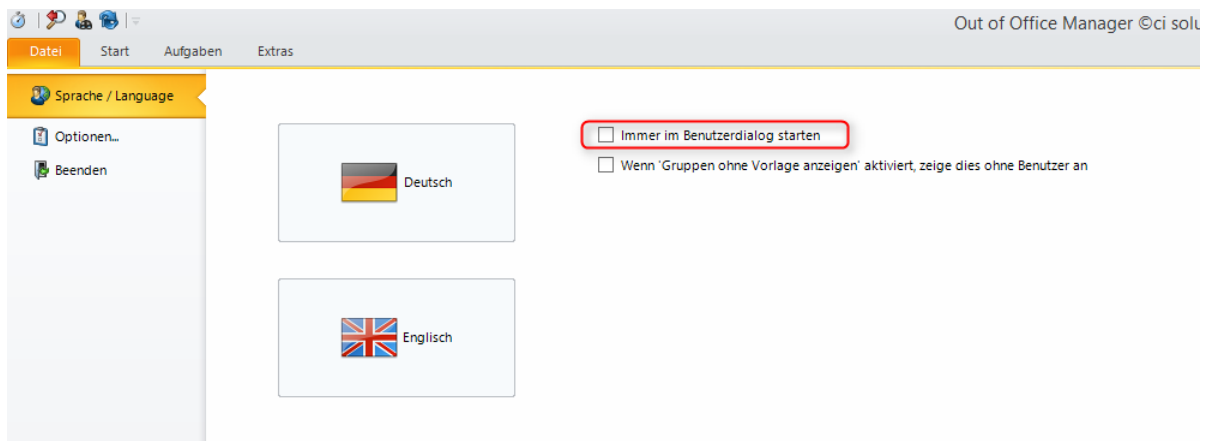 Out of Office Manager ©ci solu
Datei Start Aufgaben Extras
Sprache / Language
Optionen...
Beenden
Deutsch
Englisch
Immer im Benutzerdialog starten
Wenn 'Gruppen ohne Vorlage anzeigen' aktiviert, zeige dies ohne Benutzer an